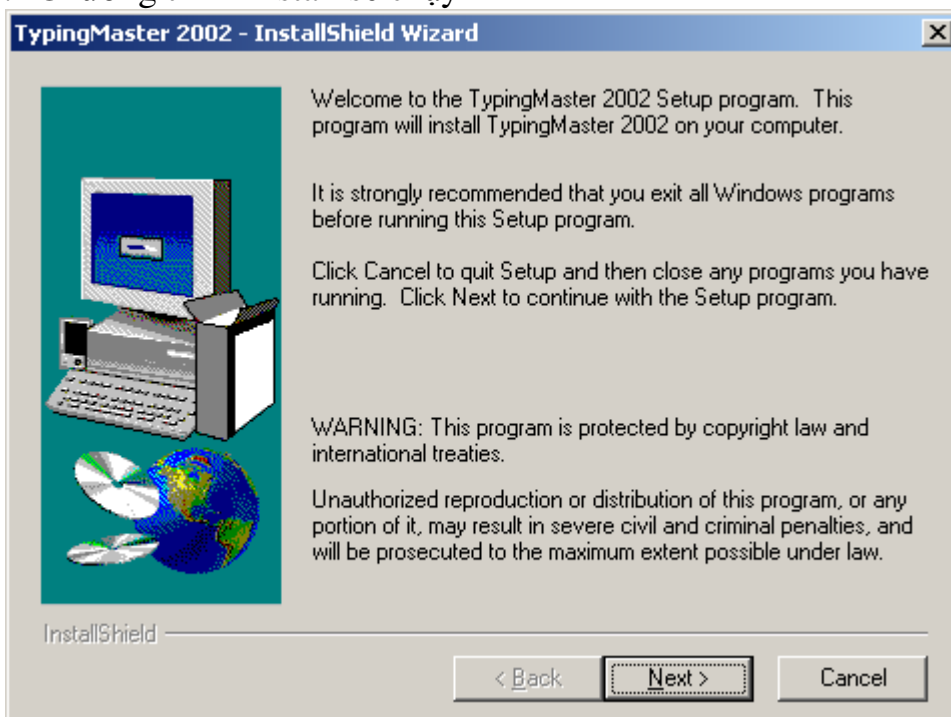 Install
TypingMaster 2002 - InstallShield Wizard
Welcome to the TypingMaster 2002 Setup program. This
program will install TypingMaster 2002 on your computer.
It is strongly recommended that you exit all Windows programs
before running this Setup program.
Click Cancel to quit Setup and then close any programs you have
running. Click Next to continue with the Setup program.
WARNING: This program is protected by copyright law and
international treaties.
Unauthorized reproduction or distribution of this program, or any
portion of it, may result in severe civil and criminal penalties, and
will be prosecuted to the maximum extent possible under law.
InstallShield
< Back
Next >
Cancel